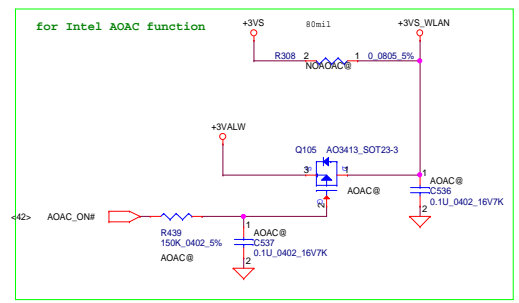 for Intel AOAC function
+3VS 80mil +3VS_WLAN
R308 2 1 0_0805_5%
NOAOAC@
+3VALW
Q105 AO3413_SOT23-3
3 1
AOAC@
2
1
AOAC@
C536
0.1U_0402_16V7K
2
<42> AOAC_ON#
R439
150K_0402_5%
AOAC@
1
AOAC@
C537
0.1U_0402_16V7K
2